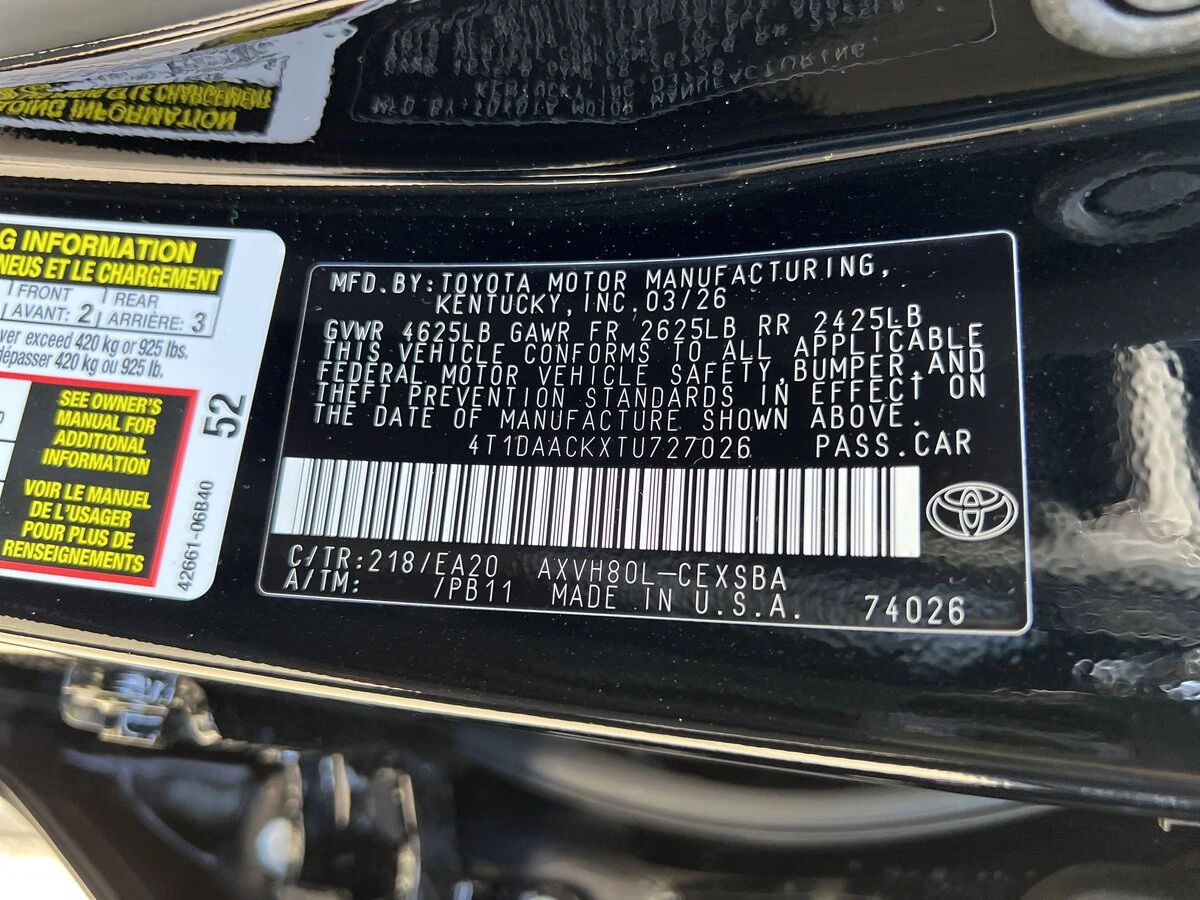 G INFORMATION
NEUS ET LE CHARGEMENT
FRONT
AVANT: 2
REAR
ARRIÈRE: 3
ver exceed 420 kg or 925 lbs.
dépasser 420 kg ou 925 lb.
SEE OWNER'S
MANUAL FOR
ADDITIONAL
INFORMATION
VOIR LE MANUEL
DE L'USAGER
POUR PLUS DE
RENSEIGNEMENTS
52
42661-06B40
MFD.BY:TOYOTA MOTOR MANUFACTURING,
KENTUCKY,INC.03/26
GVWR 4625LB GAWR FR 2625LB RR 2425LB
THIS VEHICLE CONFORMS TO ALL APPLICABLE
FEDERAL MOTOR VEHICLE SAFETY,BUMPER,AND
THEFT PREVENTION STANDARDS IN EFFECT ON
THE DATE OF MANUFACTURE SHOWN ABOVE.
4T1DAACKXTU727026 PASS.CAR
C/TR:218/EA20 AXVH80L-CEXSBA
A/TM: /PB11 MADE IN U.S.A. 74026